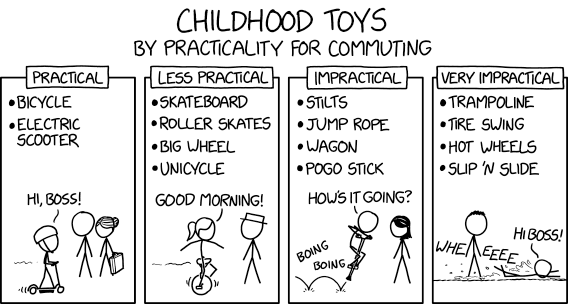 CHILDHOOD TOYS
BY PRACTICALITY FOR COMMUTING
PRACTICAL
•BICYCLE
•ELECTRIC
SCOOTER
HI, BOSS!
LESS PRACTICAL
•SKATEBOARD
•ROLLER SKATES
•BIG WHEEL
•UNICYCLE
GOOD MORNING!
IMPRACTICAL
•STILTS
•JUMP ROPE
•WAGON
•POGO STICK
HOW'S IT GOING?
BOING
BOING
VERY IMPRACTICAL
•TRAMPOLINE
•TIRE SWING
•HOT WHEELS
•SLIP 'N SLIDE
WHEEEEEE
HI BOSS!